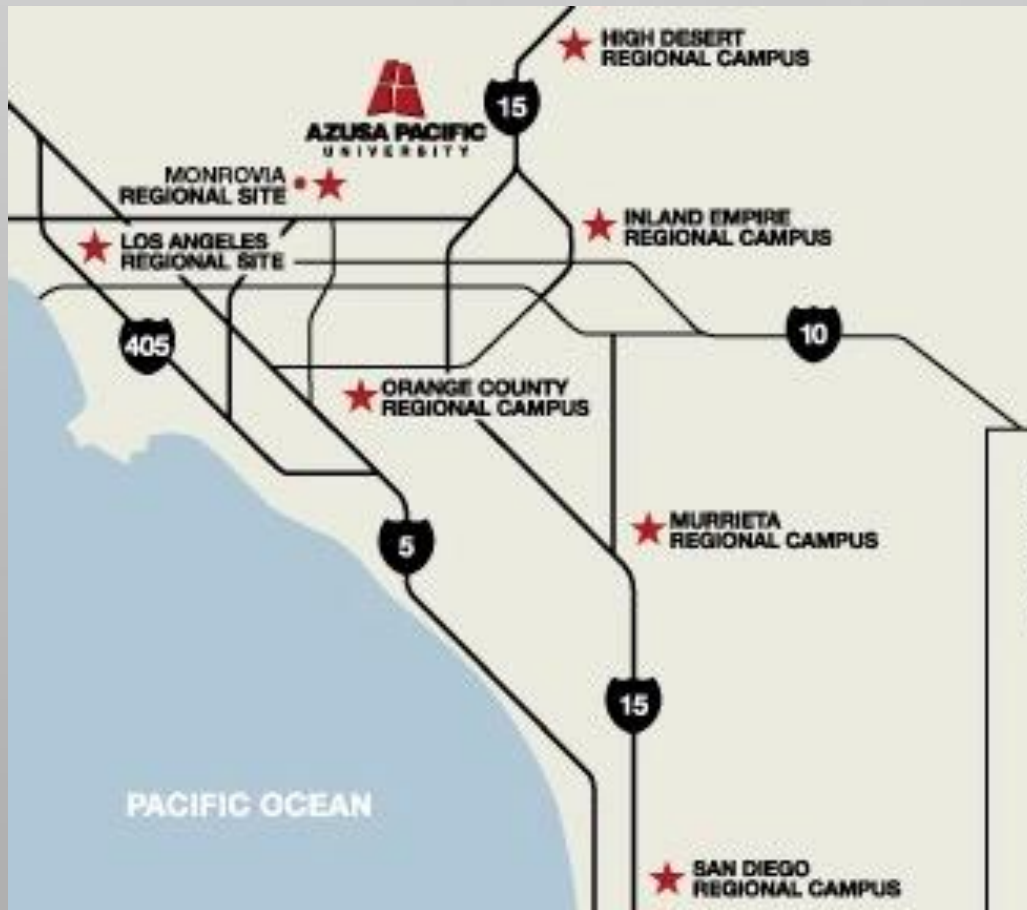 HIGH DESERT
REGIONAL CAMPUS
15
AZUSA PACIFIC
UNIVERSITY
MONROVIA
REGIONAL SITE
INLAND EMPIRE
REGIONAL CAMPUS
LOS ANGELES
REGIONAL SITE
405
10
ORANGE COUNTY
REGIONAL CAMPUS
5
MURRIETA
REGIONAL CAMPUS
15
PACIFIC OCEAN
SAN DIEGO
REGIONAL CAMPUS